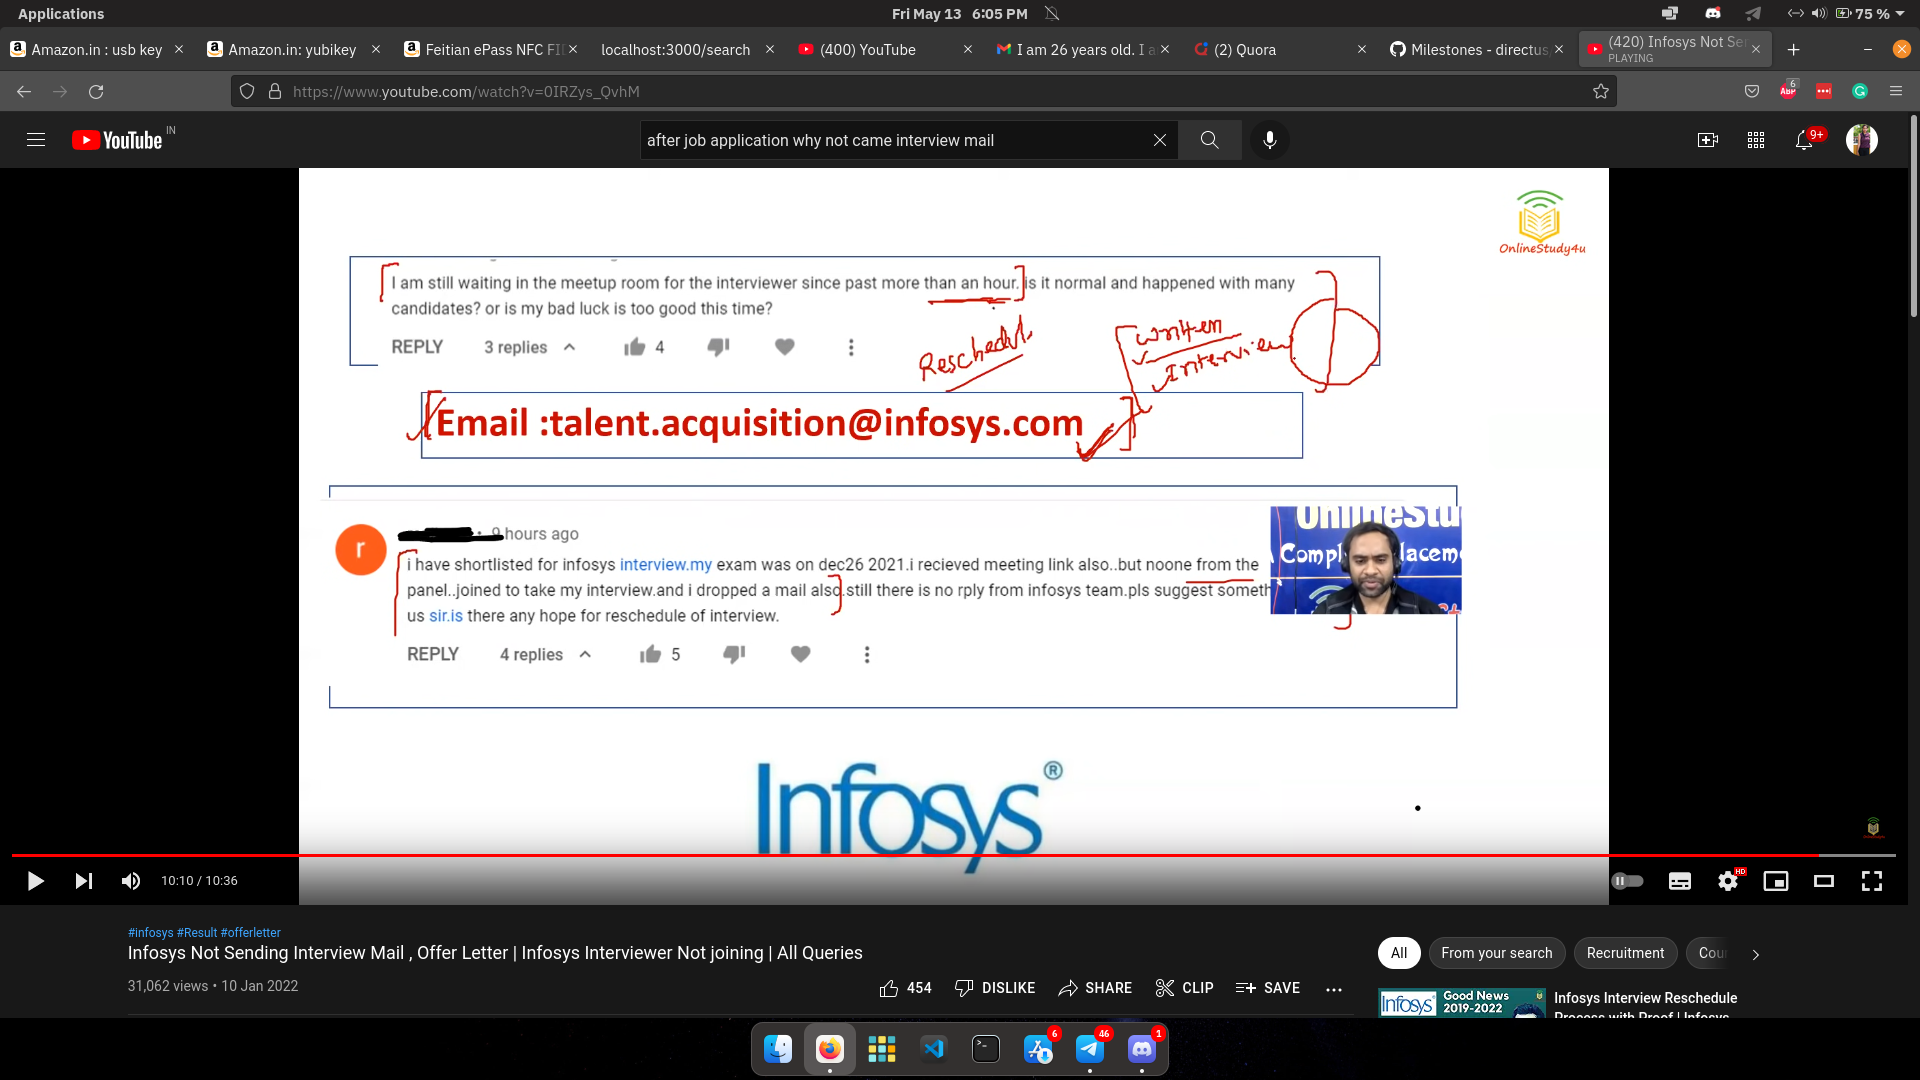 Applications
Fri May 13 6:05 PM
75 %
Amazon.in : usb key
Amazon.in: yubikey
Feitian ePass NFC FI
localhost:3000/search
(400) YouTube
I am 26 years old. I a
(2) Quora
Milestones - directus
(420) Infosys Not Se
PLAYING
https://www.youtube.com/watch?v=0IRZys_QvhM
6
ABP
YouTube IN
after job application why not came interview mail
9+
OnlineStudy4u
I am still waiting in the meetup room for the interviewer since past more than an hour. is it normal and happened with many
candidates? or is my bad luck is too good this time?
REPLY 3 replies 4
Reschedul
Written
Interview
Email :talent.acquisition@infosys.com
r
9 hours ago
i have shortlisted for infosys interview.my exam was on dec26 2021.i recieved meeting link also..but noone from the
panel..joined to take my interview.and i dropped a mail also.still there is no rply from infosys team.pls suggest someth
us sir.is there any hope for reschedule of interview.
REPLY 4 replies 5
OnlineStu
Compl lacem
Infosys ®
10:10 / 10:36
HD
#infosys #Result #offerletter
Infosys Not Sending Interview Mail , Offer Letter | Infosys Interviewer Not joining | All Queries
31,062 views • 10 Jan 2022
454 DISLIKE SHARE CLIP SAVE
All From your search Recruitment Cou
Infosys
Good News
2019-2022
Infosys Interview Reschedule
Process with Proof | Infosys
6
46
1